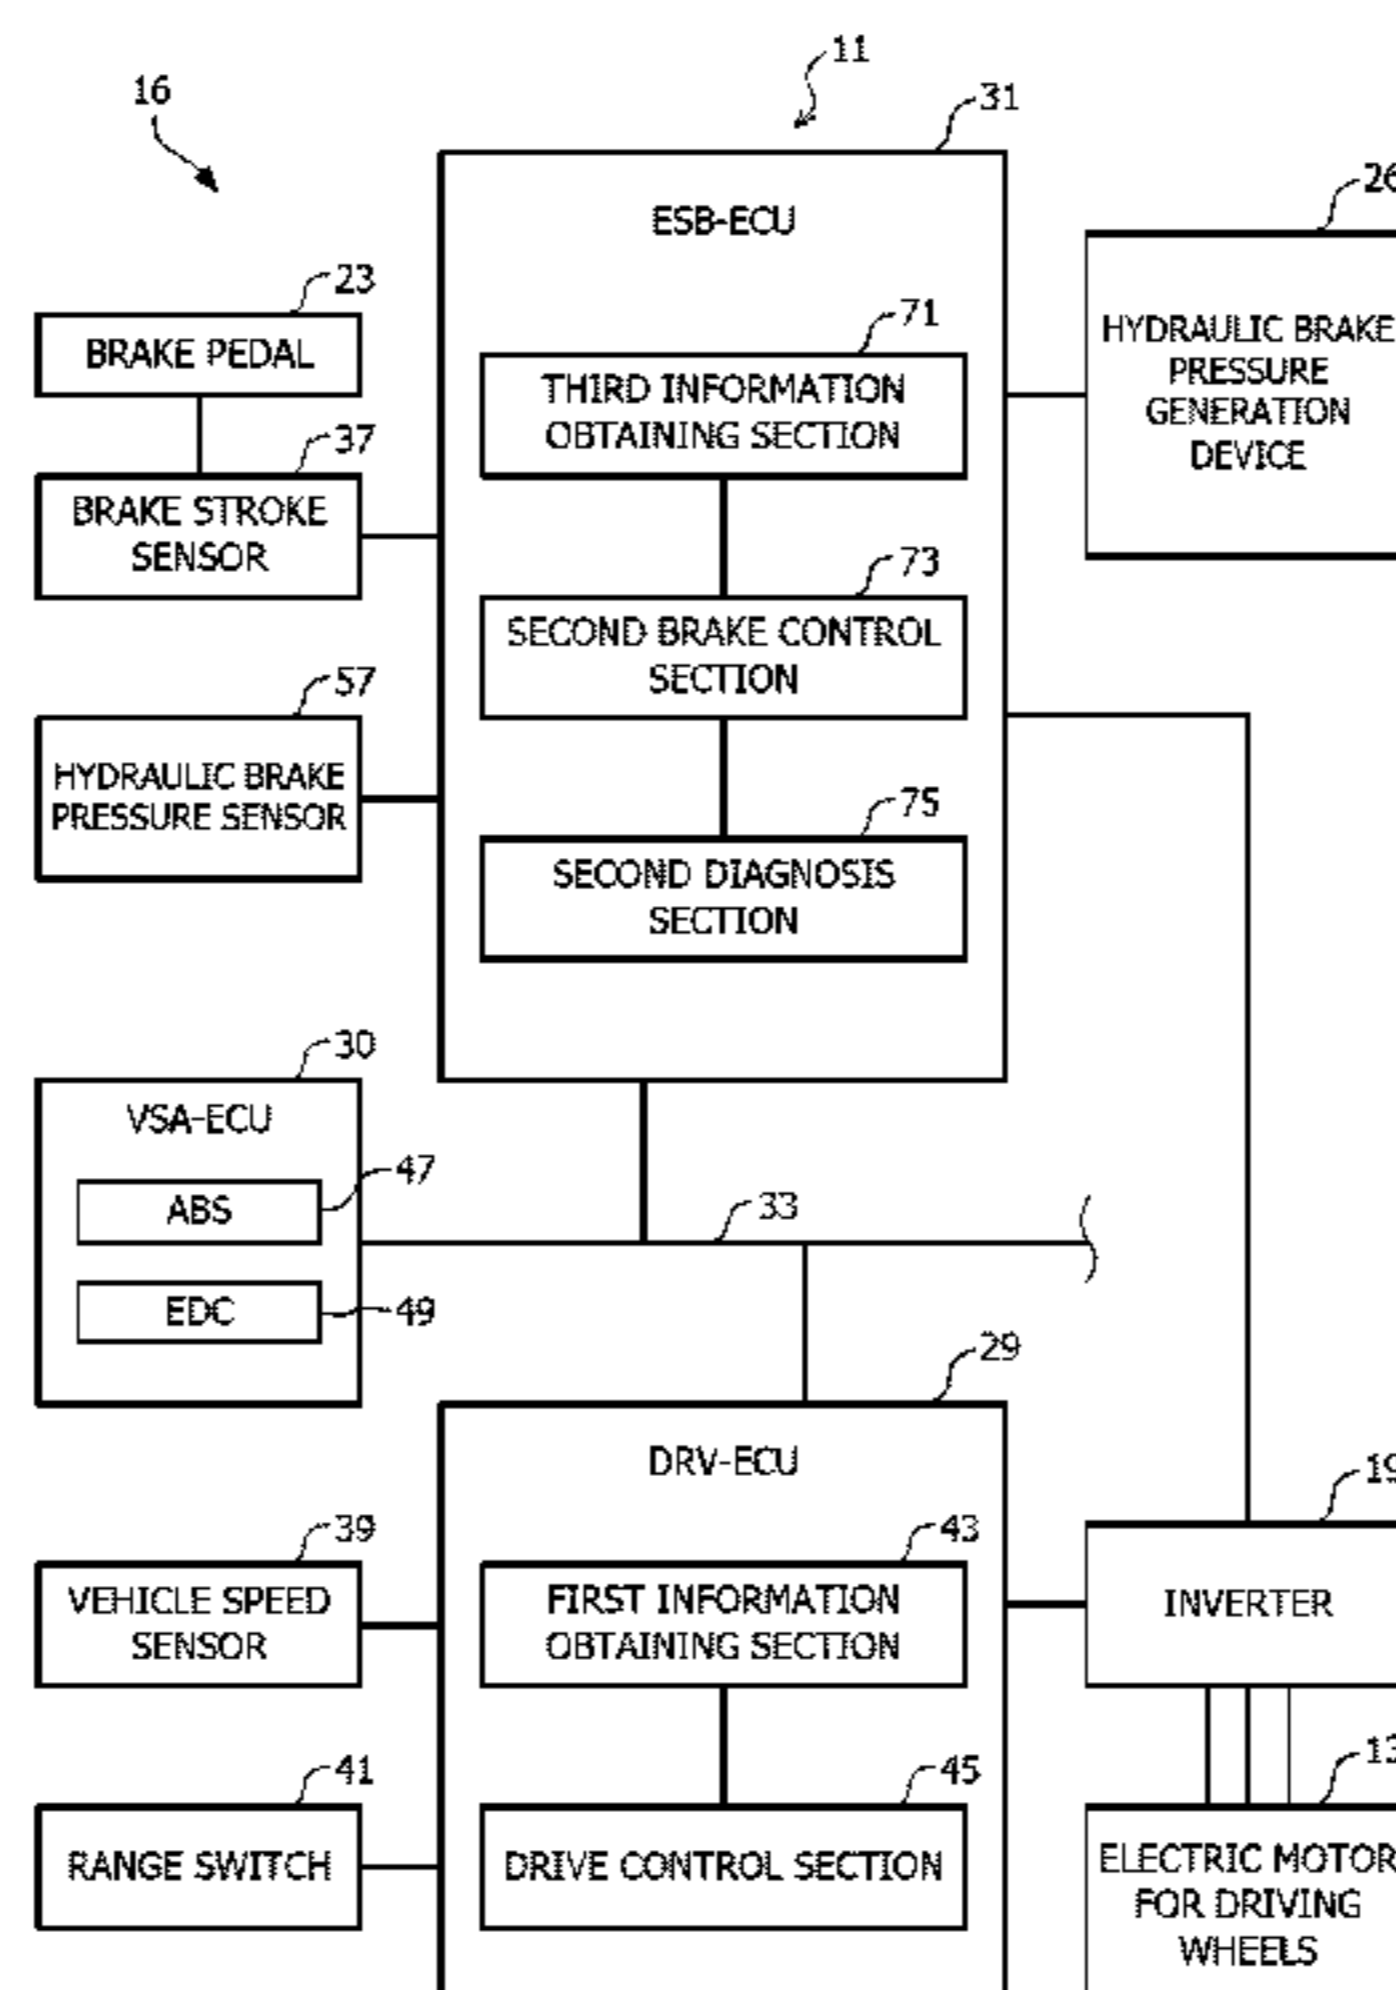 11
16
31
26
ESB-ECU
23
BRAKE PEDAL
71
THIRD INFORMATION
OBTAINING SECTION
HYDRAULIC BRAKE
PRESSURE
GENERATION
DEVICE
37
BRAKE STROKE
SENSOR
73
SECOND BRAKE CONTROL
SECTION
57
HYDRAULIC BRAKE
PRESSURE SENSOR
75
SECOND DIAGNOSIS
SECTION
30
VSA-ECU
47
ABS
33
49
EDC
29
DRV-ECU
19
39
VEHICLE SPEED
SENSOR
43
FIRST INFORMATION
OBTAINING SECTION
INVERTER
13
41
RANGE SWITCH
45
DRIVE CONTROL SECTION
ELECTRIC MOTOR
FOR DRIVING
WHEELS